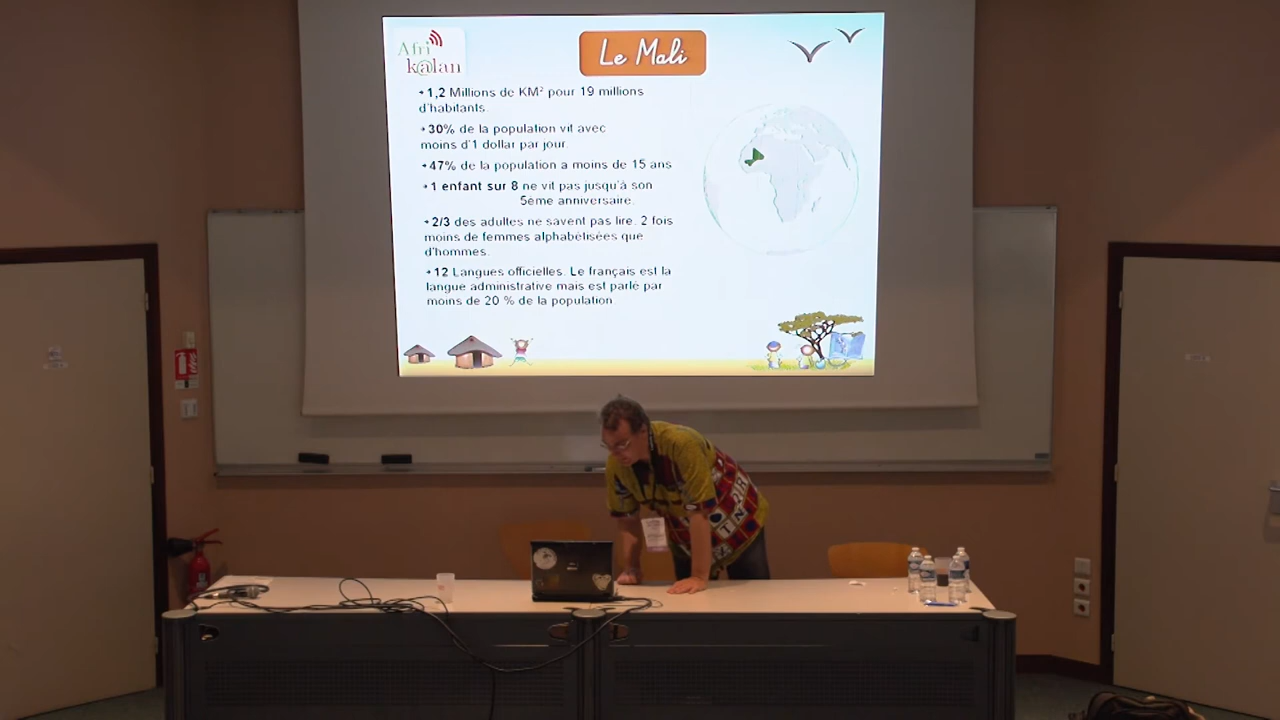 Afri
k@lan
Le Mali
1,2 Millions de KM² pour 19 millions
d'habitants.
30% de la population vit avec
moins d'1 dollar par jour.
47% de la population a moins de 15 ans
1 enfant sur 8 ne vit pas jusqu'à son
5ème anniversaire.
2/3 des adultes ne savent pas lire. 2 fois
moins de femmes alphabétisées que
d'hommes.
12 Langues officielles. Le français est la
langue administrative mais est parlé par
moins de 20 % de la population